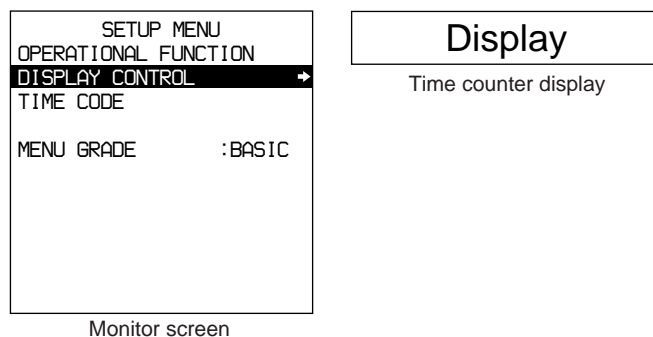 SETUP MENU
OPERATIONAL FUNCTION
DISPLAY CONTROL
TIME CODE
MENU GRADE :BASIC
Monitor screen
Display
Time counter display